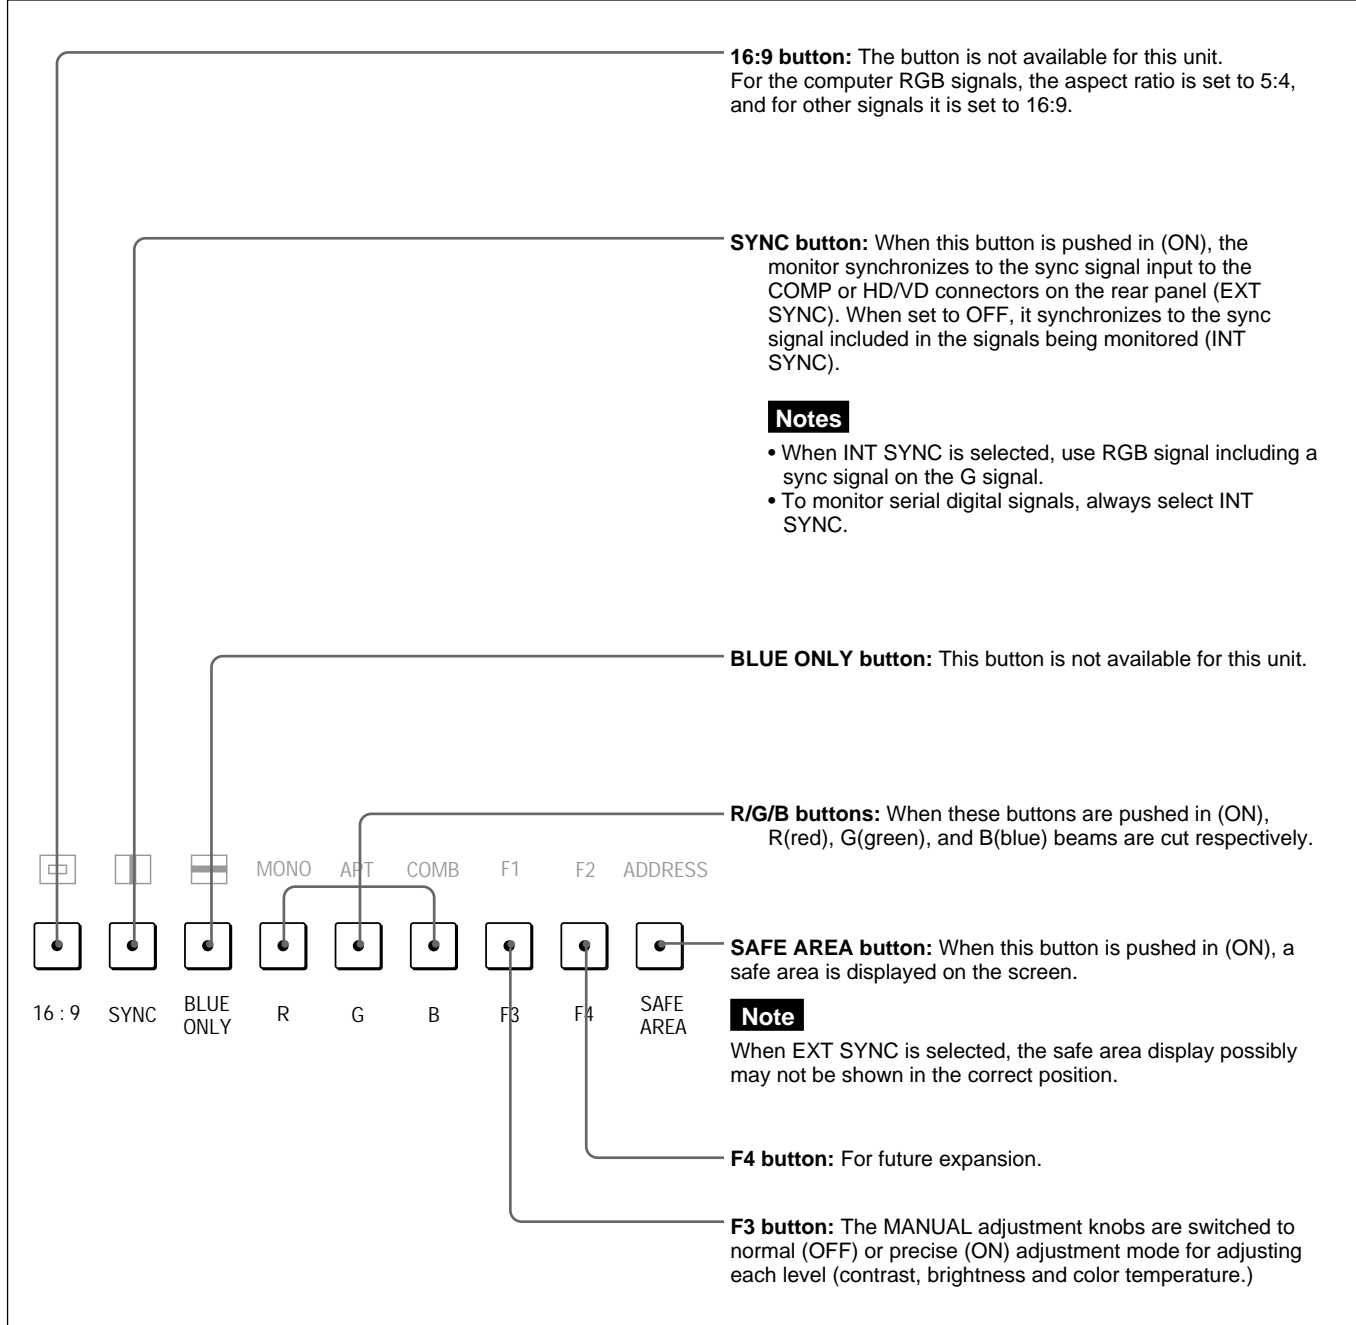 16:9 button: The button is not available for this unit.
For the computer RGB signals, the aspect ratio is set to 5:4,
and for other signals it is set to 16:9.
SYNC button: When this button is pushed in (ON), the
monitor synchronizes to the sync signal input to the
COMP or HD/VD connectors on the rear panel (EXT
SYNC). When set to OFF, it synchronizes to the sync
signal included in the signals being monitored (INT
SYNC).
Notes
• When INT SYNC is selected, use RGB signal including a
sync signal on the G signal.
• To monitor serial digital signals, always select INT
SYNC.
BLUE ONLY button: This button is not available for this unit.
R/G/B buttons: When these buttons are pushed in (ON),
R(red), G(green), and B(blue) beams are cut respectively.
MONO APT COMB F1 F2 ADDRESS
16 : 9 SYNC BLUE ONLY R G B F3 F4 SAFE AREA
SAFE AREA button: When this button is pushed in (ON), a
safe area is displayed on the screen.
Note
When EXT SYNC is selected, the safe area display possibly
may not be shown in the correct position.
F4 button: For future expansion.
F3 button: The MANUAL adjustment knobs are switched to
normal (OFF) or precise (ON) adjustment mode for adjusting
each level (contrast, brightness and color temperature.)